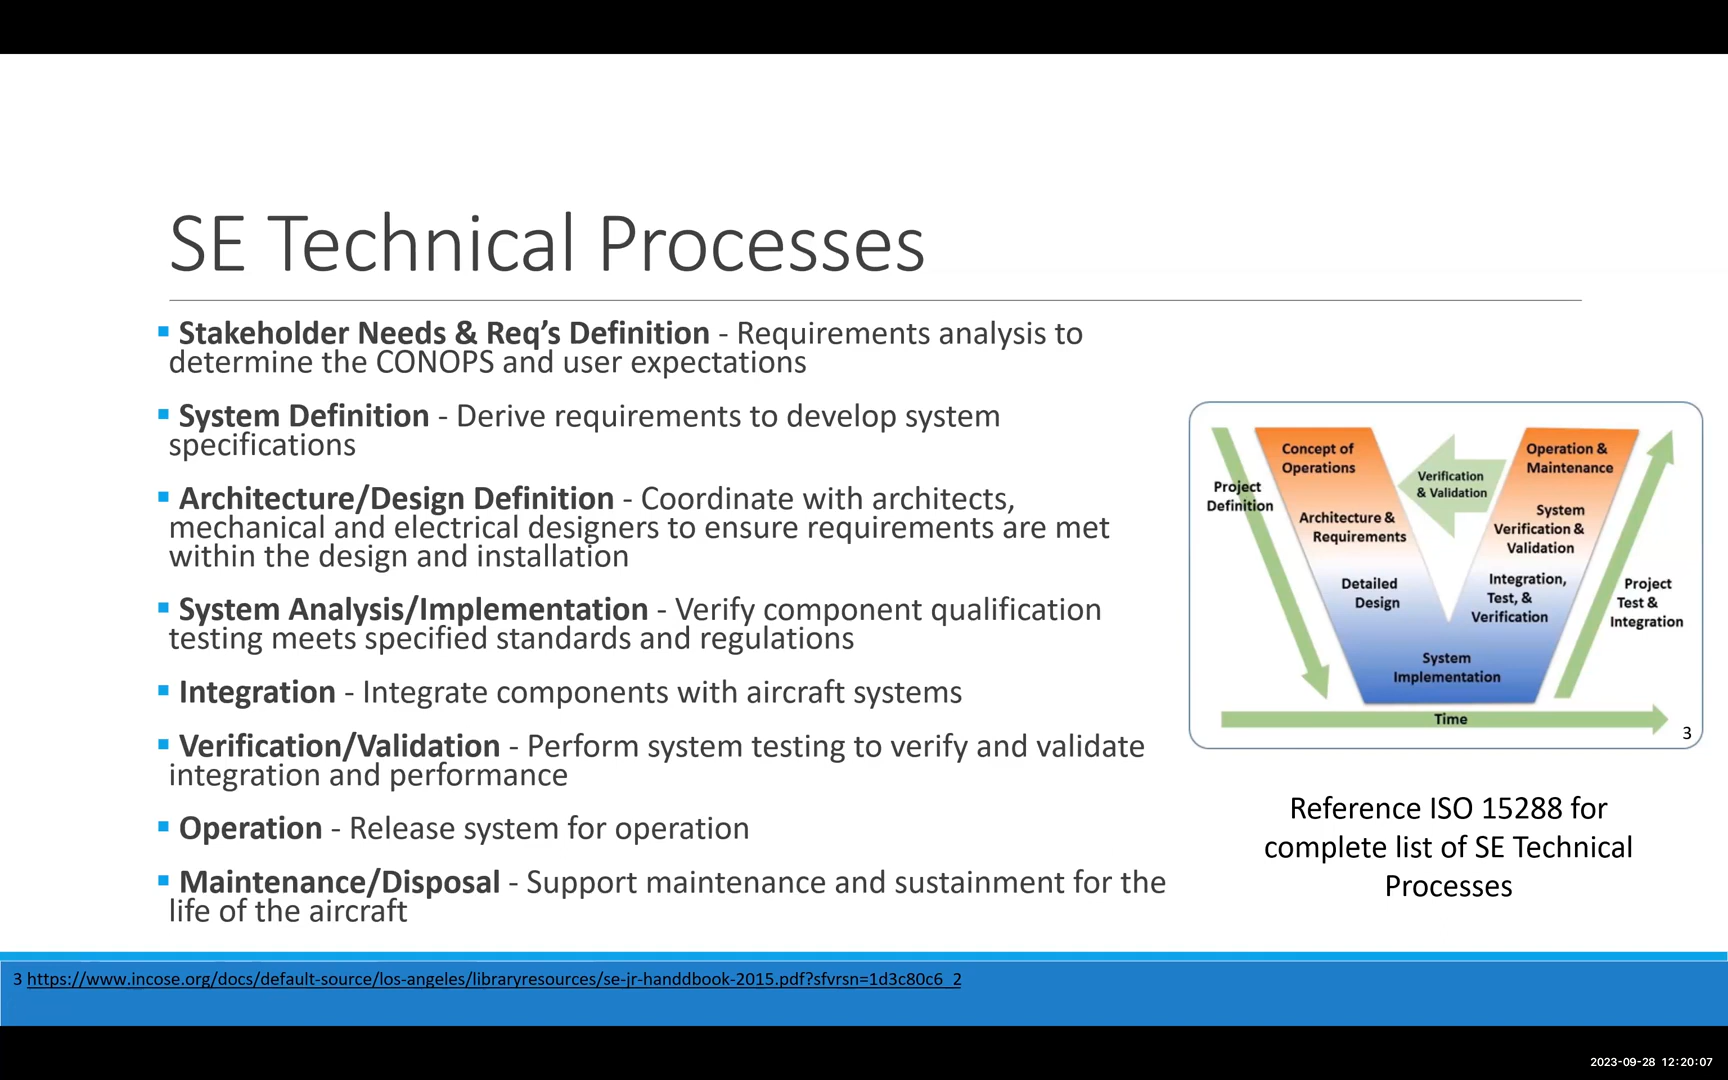 SE Technical Processes
Stakeholder Needs & Req’s Definition - Requirements analysis to
determine the CONOPS and user expectations
System Definition - Derive requirements to develop system
specifications
Architecture/Design Definition - Coordinate with architects,
mechanical and electrical designers to ensure requirements are met
within the design and installation
System Analysis/Implementation - Verify component qualification
testing meets specified standards and regulations
Integration - Integrate components with aircraft systems
Verification/Validation - Perform system testing to verify and validate
integration and performance
Operation - Release system for operation
Maintenance/Disposal - Support maintenance and sustainment for the
life of the aircraft
Project
Definition
Concept of
Operations
Architecture &
Requirements
Detailed
Design
System
Implementation
Verification
& Validation
Operation &
Maintenance
System
Verification &
Validation
Integration,
Test, &
Verification
Project
Test &
Integration
Time
3
Reference ISO 15288 for
complete list of SE Technical
Processes
3 https://www.incose.org/docs/default-source/los-angeles/libraryresources/se-jr-handdbook-2015.pdf?sfvrsn=1d3c80c6_2
2023-09-28 12:20:07